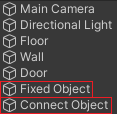 Main Camera
Directional Light
Floor
Wall
Door
Fixed Object
Connect Object